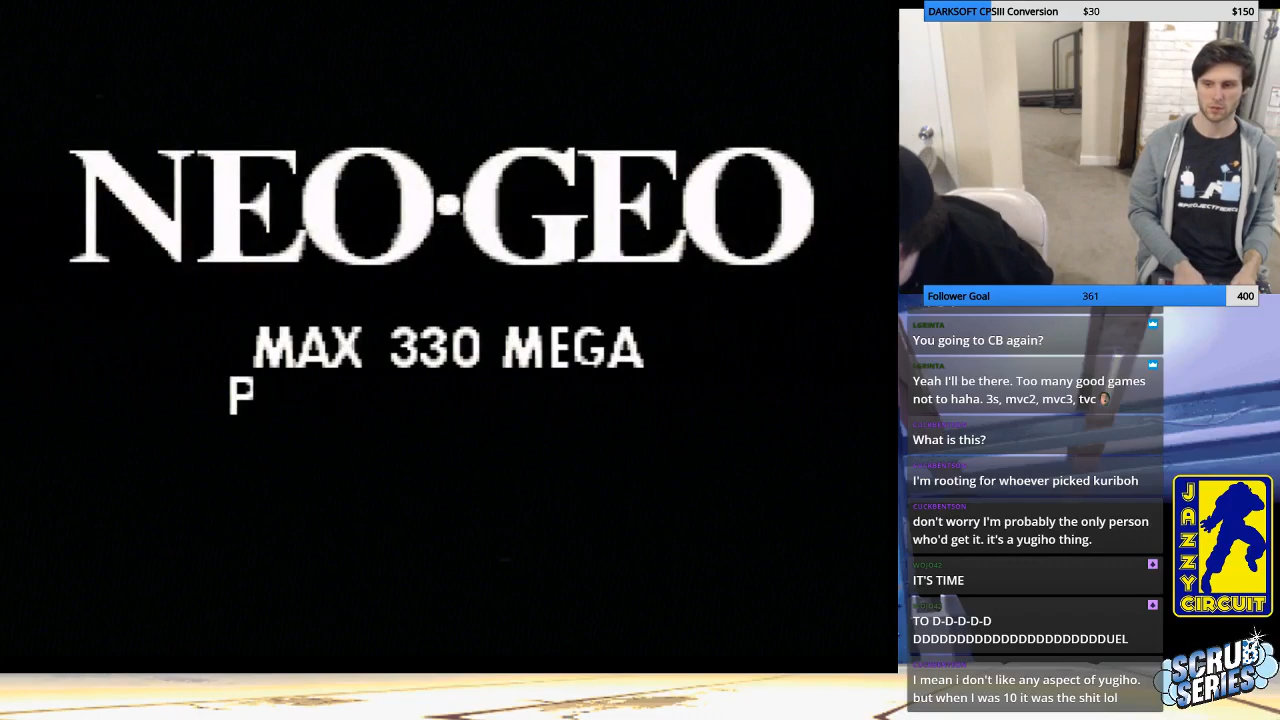 DARKSOFT CPSIII Conversion $30 $150
NEO·GEO
MAX 330 MEGA
P
Follower Goal 361 400
You going to CB again?
Yeah I'll be there. Too many good games
not to haha. 3s, mvc2, mvc3, tvc
What is this?
I'm rooting for whoever picked kuriboh
CUCKBENTSON
don't worry I'm probably the only person
who'd get it. it's a yugiho thing.
WOJO42
IT'S TIME
TO D-D-D-D-D
DDDDDDDDDDDDDDDDDDDDDDUEL
I mean i don't like any aspect of yugiho.
but when I was 10 it was the shit lol
JAZZY
CIRCUIT
SCRUB
SERIES